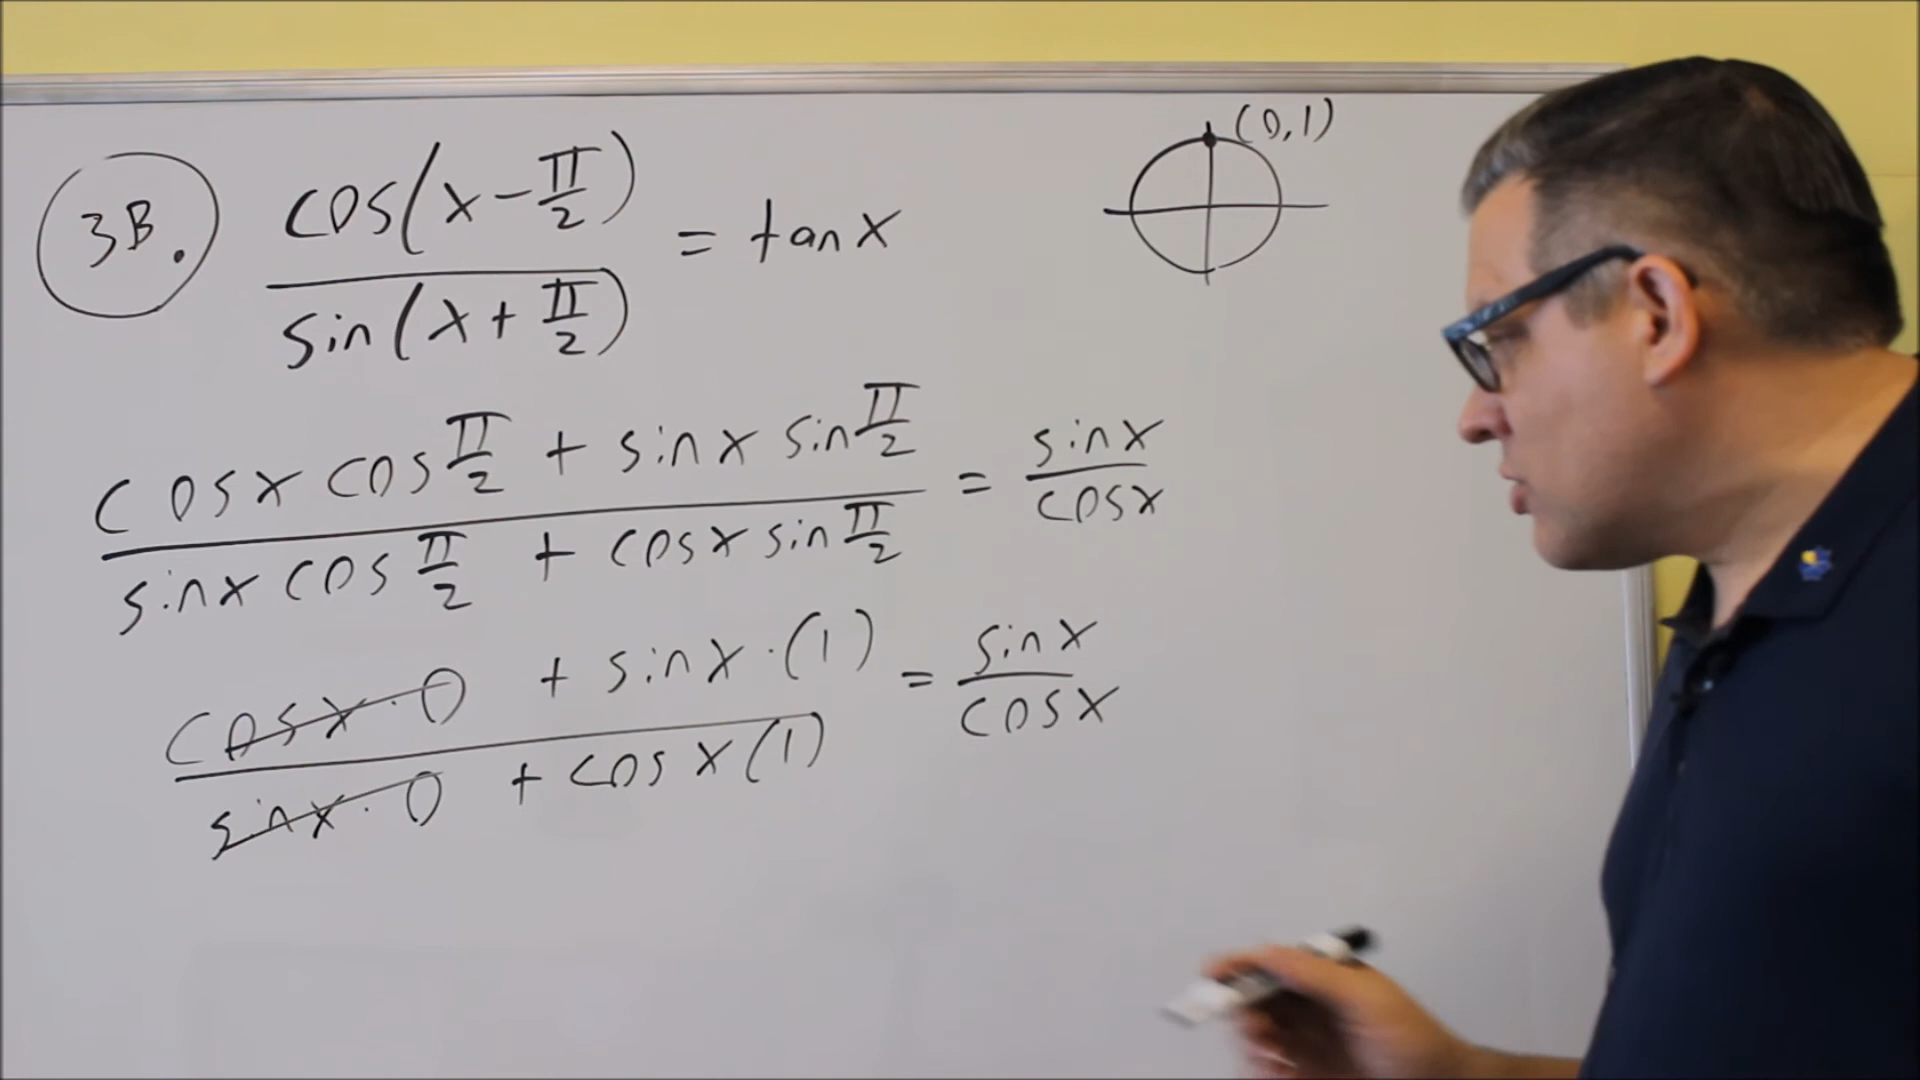 3B. cos(x - π/2) / sin(x + π/2) = tan x
(0,1)
cos x cos π/2 + sin x sin π/2 = sin x
sin x cos π/2 + cos x sin π/2 cos x
cos x · 0 + sin x · (1) = sin x
sin x · 0 + cos x (1) cos x